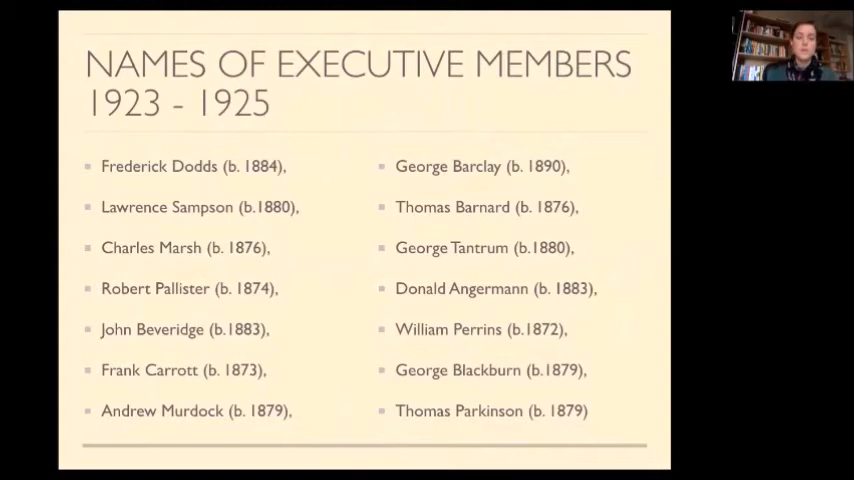 NAMES OF EXECUTIVE MEMBERS
1923 - 1925
Frederick Dodds (b. 1884),
Lawrence Sampson (b.1880),
Charles Marsh (b. 1876),
Robert Pallister (b. 1874),
John Beveridge (b.1883),
Frank Carrott (b. 1873),
Andrew Murdock (b. 1879),
George Barclay (b. 1890),
Thomas Barnard (b. 1876),
George Tantrum (b.1880),
Donald Angermann (b. 1883),
William Perrins (b.1872),
George Blackburn (b.1879),
Thomas Parkinson (b. 1879)